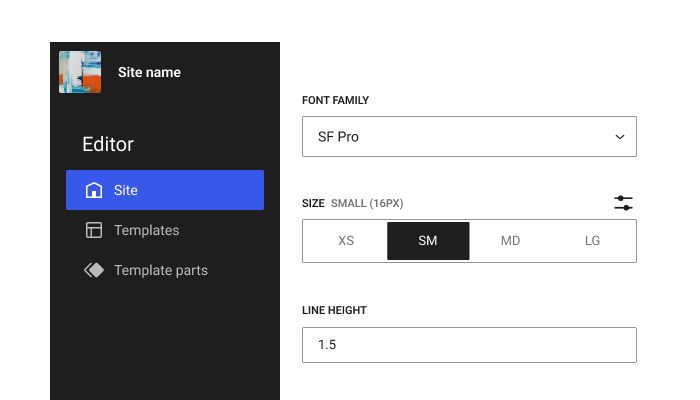 Site name
Editor
Site
Templates
Template parts
FONT FAMILY
SF Pro
SIZE SMALL (16PX)
XS SM MD LG
LINE HEIGHT
1.5